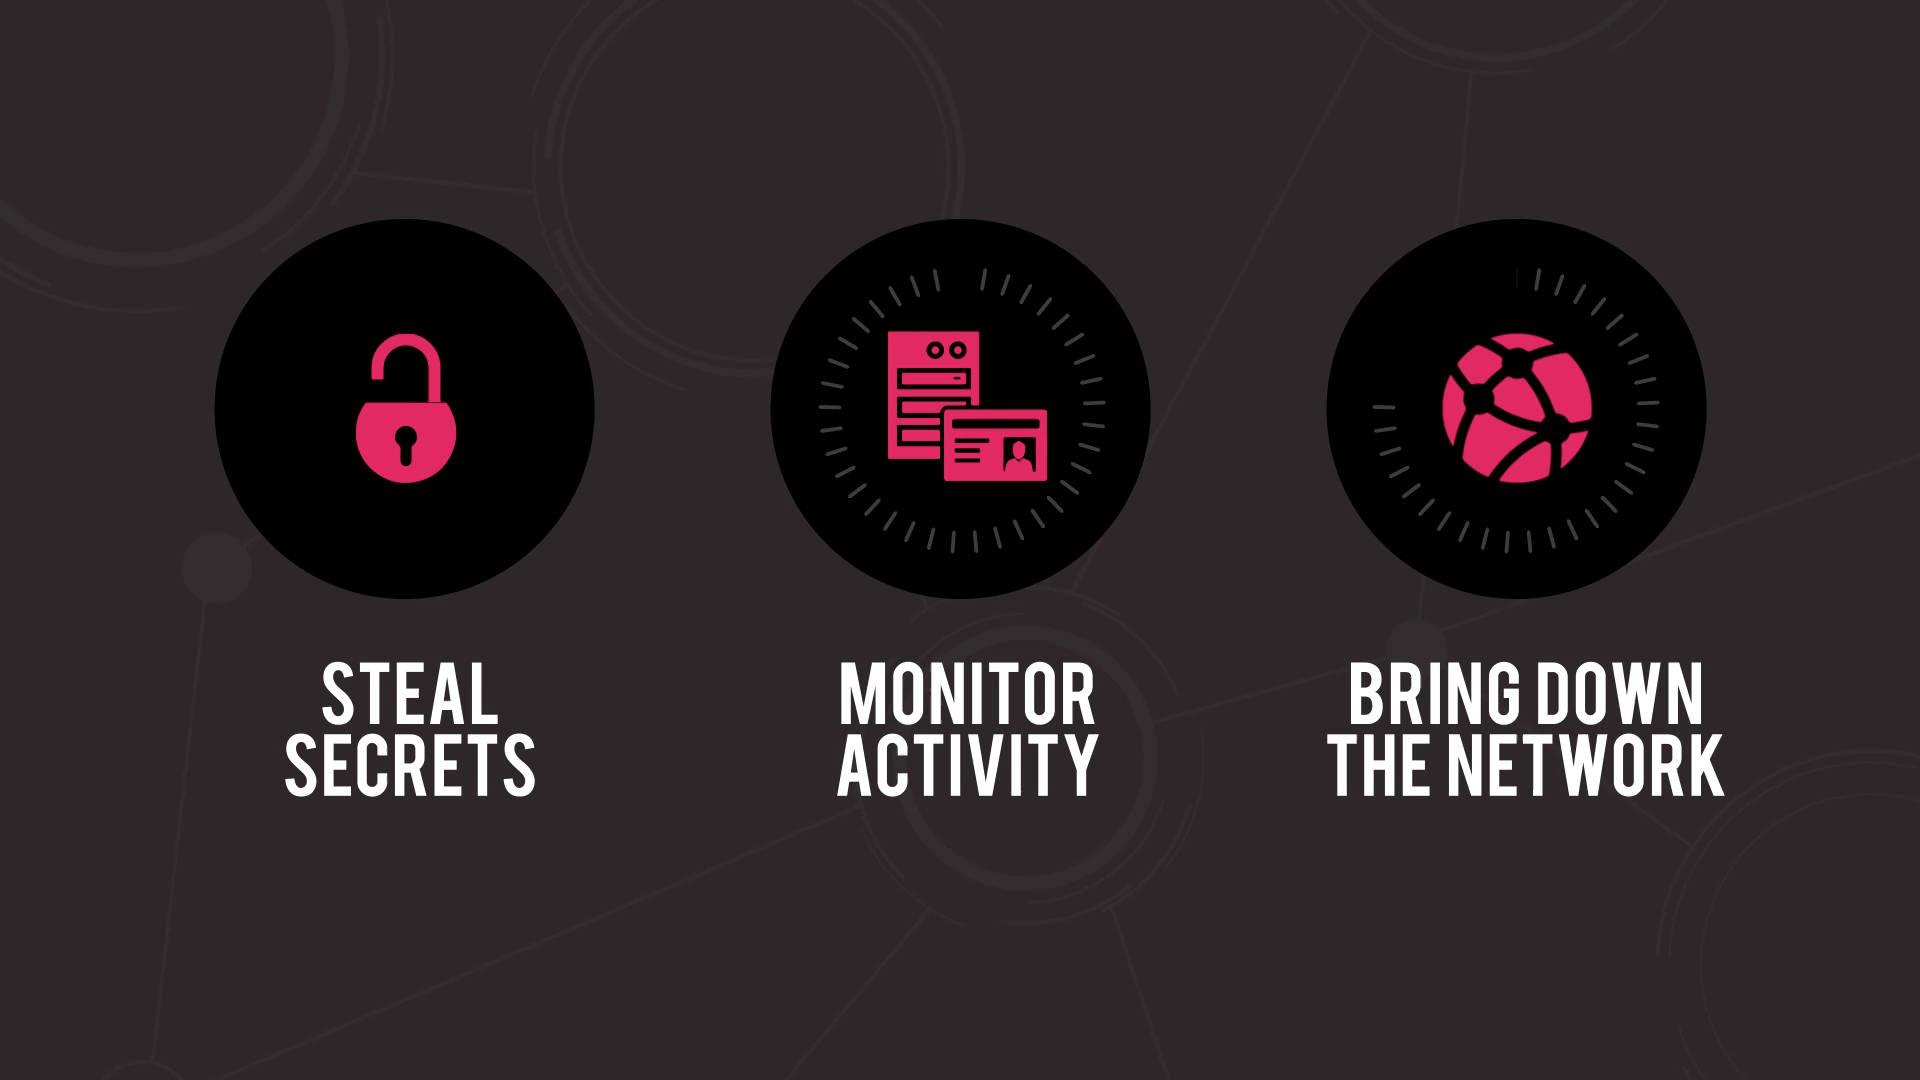 STEAL
SECRETS
MONITOR
ACTIVITY
BRING DOWN
THE NETWORK